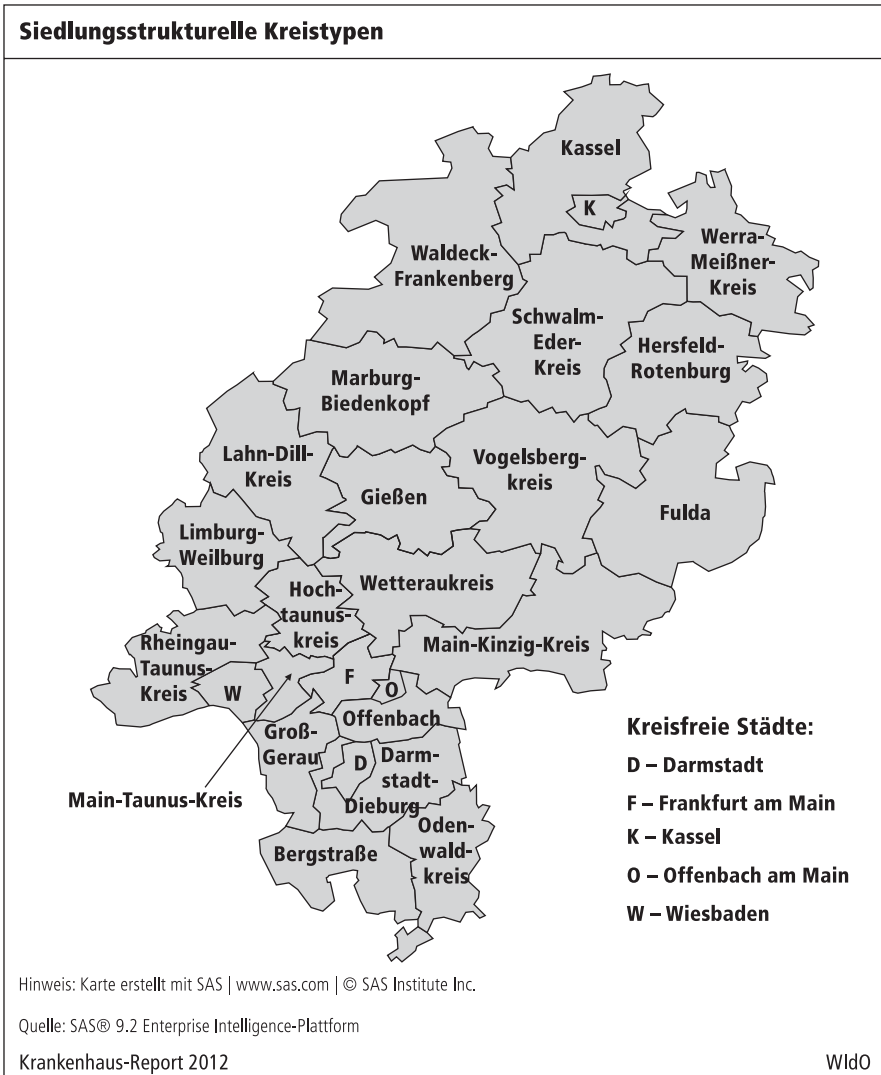 Siedlungsstrukturelle Kreistypen
Kassel
K
Werra-
Meißner-
Kreis
Waldeck-
Frankenberg
Schwalm-
Eder-
Kreis
Hersfeld-
Rotenburg
Marburg-
Biedenkopf
Lahn-Dill-
Kreis
Vogelsberg-
kreis
Gießen
Fulda
Limburg-
Weilburg
Wetteraukreis
Hoch-
taunus-
kreis
Main-Kinzig-Kreis
Rheingau-
Taunus-
Kreis
W
F
O
Offenbach
Groß-
Gerau
D
Darm-
stadt-
Dieburg
Main-Taunus-Kreis
Oden-
wald-
kreis
Bergstraße
Kreisfreie Städte:
D – Darmstadt
F – Frankfurt am Main
K – Kassel
O – Offenbach am Main
W – Wiesbaden
Hinweis: Karte erstellt mit SAS | www.sas.com | © SAS Institute Inc.
Quelle: SAS® 9.2 Enterprise Intelligence-Plattform
Krankenhaus-Report 2012
WIdO